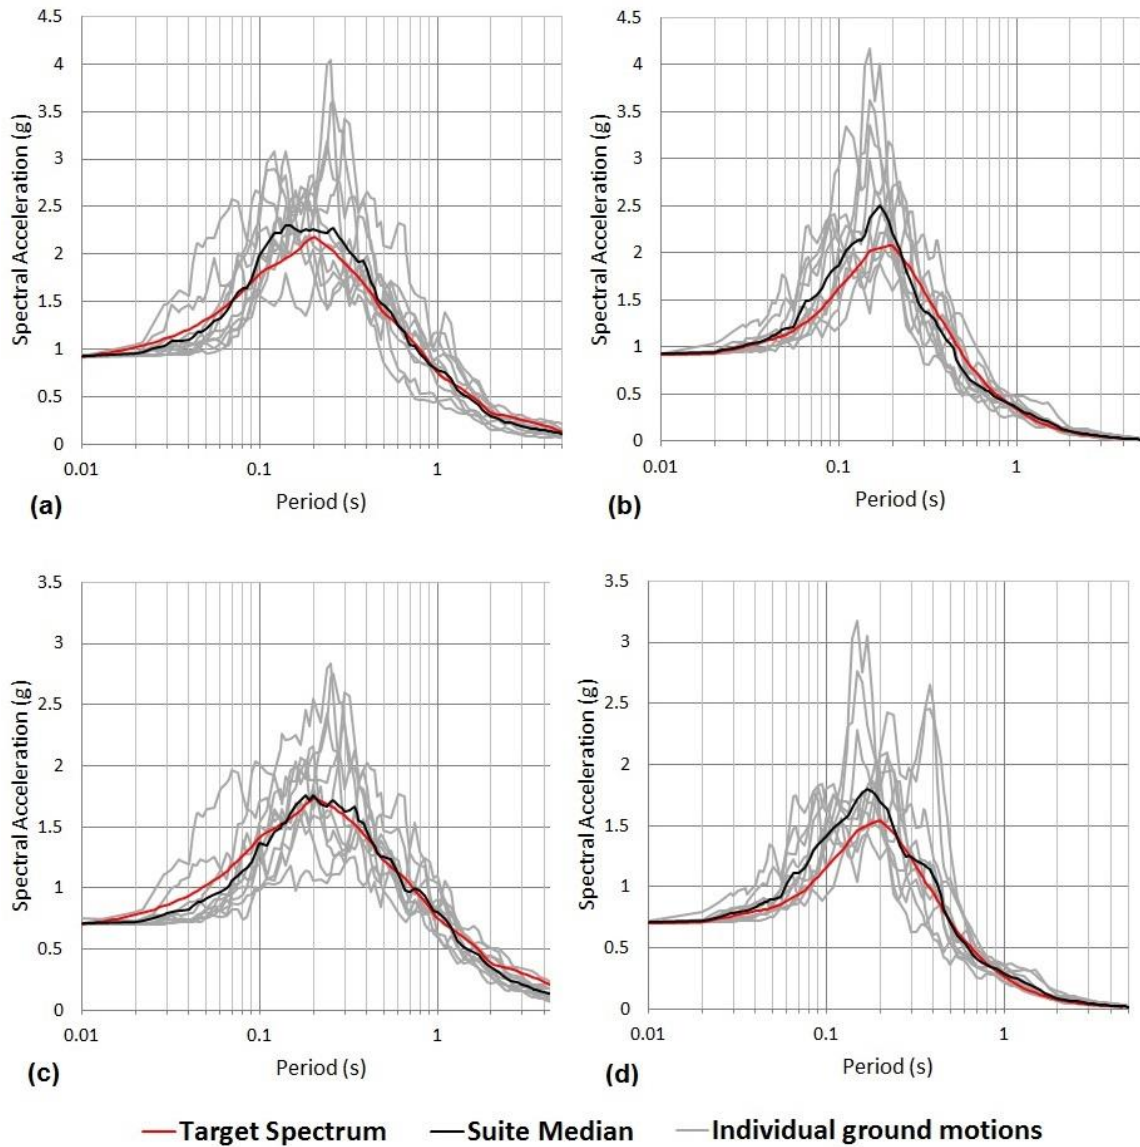 4.5
4
3.5
3
2.5
2
1.5
1
0.5
0
Spectral Acceleration (g)
0.01 0.1 1
Period (s)
(a)
4.5
4
3.5
3
2.5
2
1.5
1
0.5
0
Spectral Acceleration (g)
0.01 0.1 1
Period (s)
(b)
3.5
3
2.5
2
1.5
1
0.5
0
Spectral Acceleration (g)
0.01 0.1 1
Period (s)
(c)
3.5
3
2.5
2
1.5
1
0.5
0
Spectral Acceleration (g)
0.01 0.1 1
Period (s)
(d)
Target Spectrum Suite Median Individual ground motions